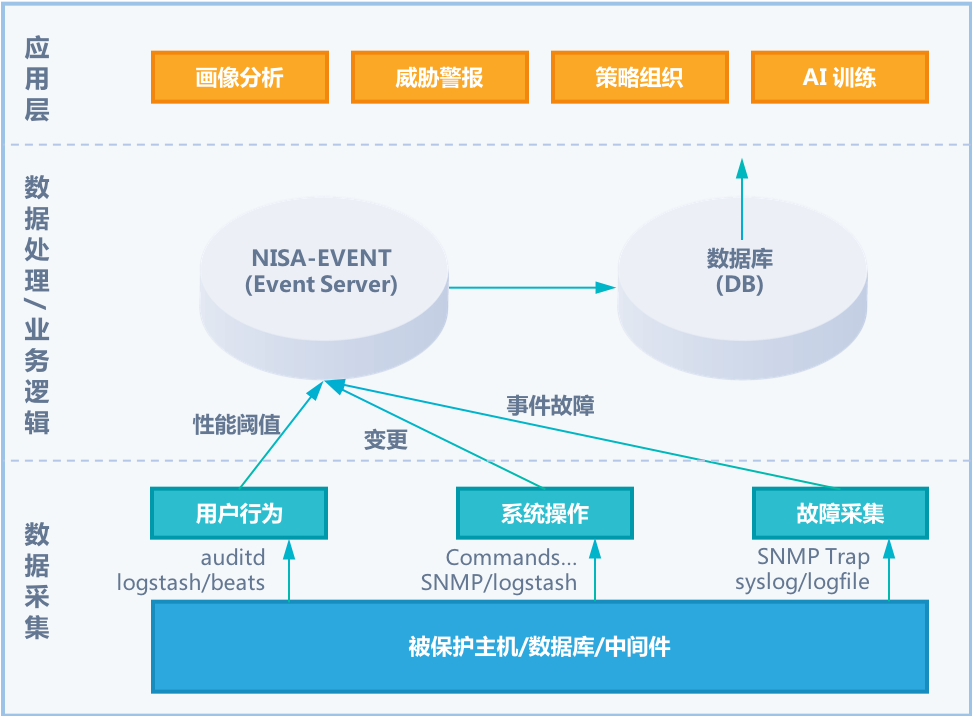 应用层
画像分析
威胁警报
策略组织
AI 训练
数据处理/业务逻辑
NISA-EVENT
(Event Server)
数据库
(DB)
性能阈值
变更
事件故障
数据采集
用户行为
系统操作
故障采集
auditd
logstash/beats
Commands...
SNMP/logstash
SNMP Trap
syslog/logfile
被保护主机/数据库/中间件